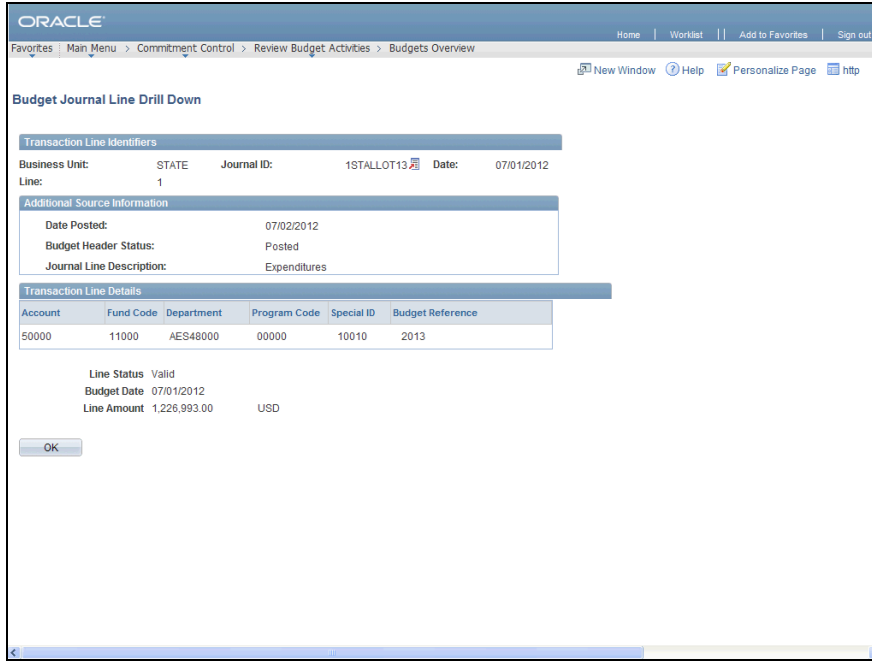 ORACLE
Home | Worklist | | Add to Favorites | Sign out
Favorites Main Menu > Commitment Control > Review Budget Activities > Budgets Overview
New Window Help Personalize Page http
Budget Journal Line Drill Down
Transaction Line Identifiers
Business Unit: STATE Journal ID: 1STALLOT13 Date: 07/01/2012
Line: 1
Additional Source Information
Date Posted: 07/02/2012
Budget Header Status: Posted
Journal Line Description: Expenditures
Transaction Line Details
Account Fund Code Department Program Code Special ID Budget Reference
50000 11000 AES48000 00000 10010 2013
Line Status Valid
Budget Date 07/01/2012
Line Amount 1,226,993.00 USD
OK